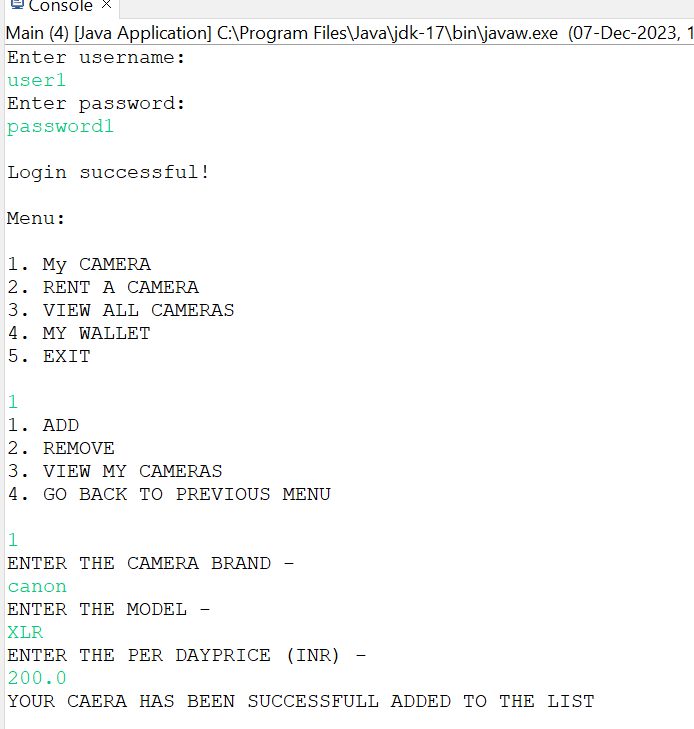 Console ×
Main (4) [Java Application] C:\Program Files\Java\jdk-17\bin\javaw.exe (07-Dec-2023, 1
Enter username:
user1
Enter password:
password1
Login successful!
Menu:
1. My CAMERA
2. RENT A CAMERA
3. VIEW ALL CAMERAS
4. MY WALLET
5. EXIT
1
1. ADD
2. REMOVE
3. VIEW MY CAMERAS
4. GO BACK TO PREVIOUS MENU
1
ENTER THE CAMERA BRAND -
canon
ENTER THE MODEL -
XLR
ENTER THE PER DAYPRICE (INR) -
200.0
YOUR CAERA HAS BEEN SUCCESSFULL ADDED TO THE LIST